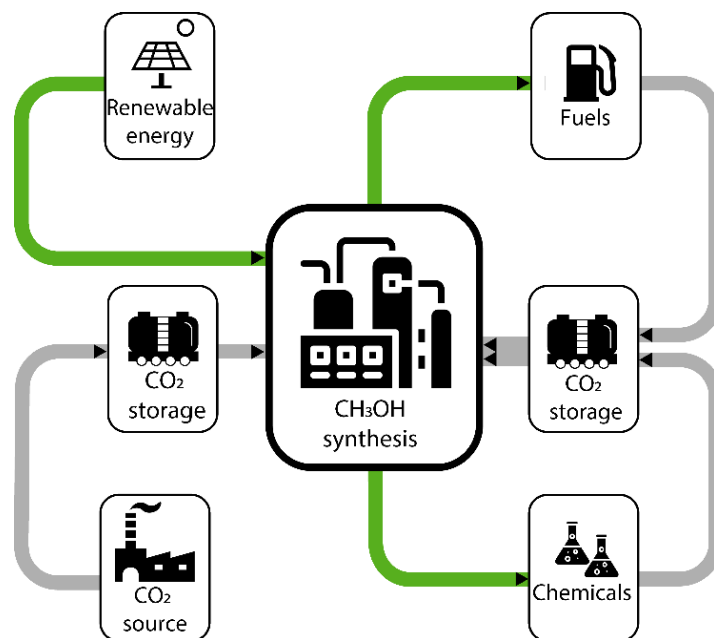 Renewable
energy
Fuels
CO₂
storage
CH₃OH
synthesis
CO₂
storage
CO₂
source
Chemicals